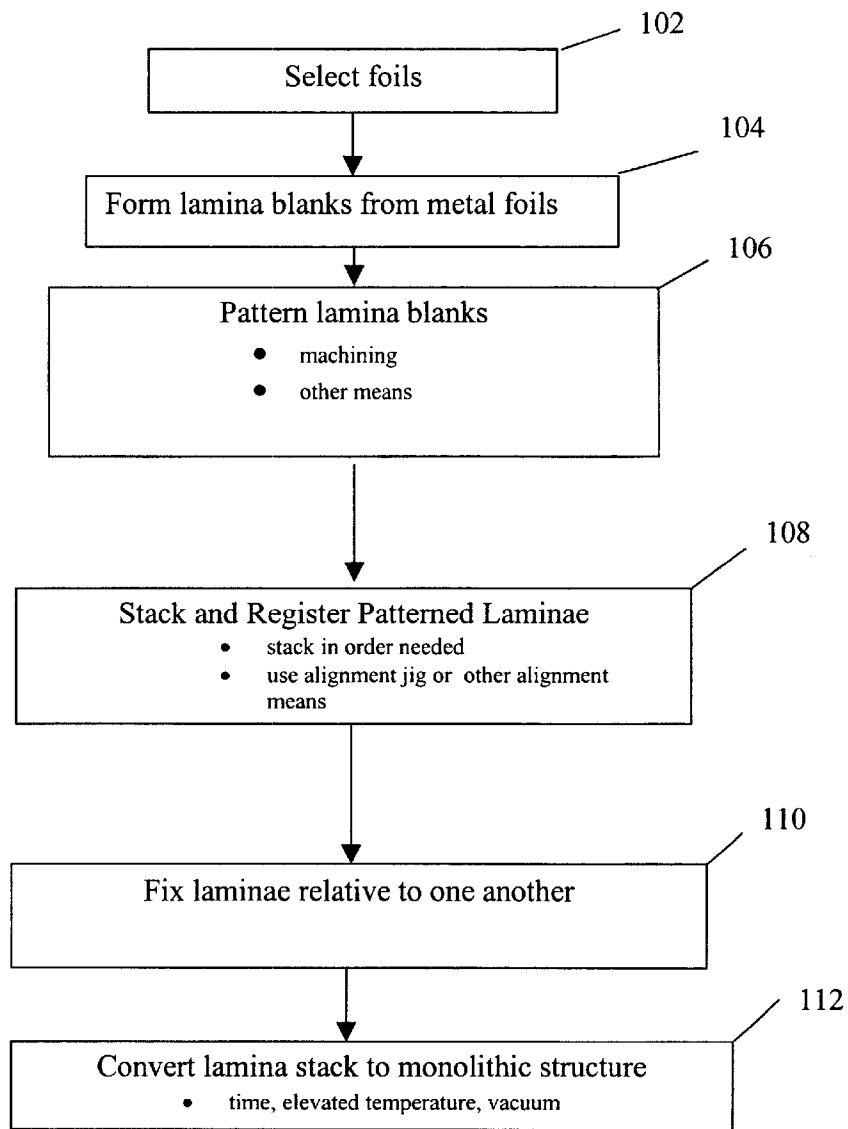 102
Select foils
104
Form lamina blanks from metal foils
106
Pattern lamina blanks
• machining
• other means
108
Stack and Register Patterned Laminae
• stack in order needed
• use alignment jig or other alignment
means
110
Fix laminae relative to one another
112
Convert lamina stack to monolithic structure
• time, elevated temperature, vacuum